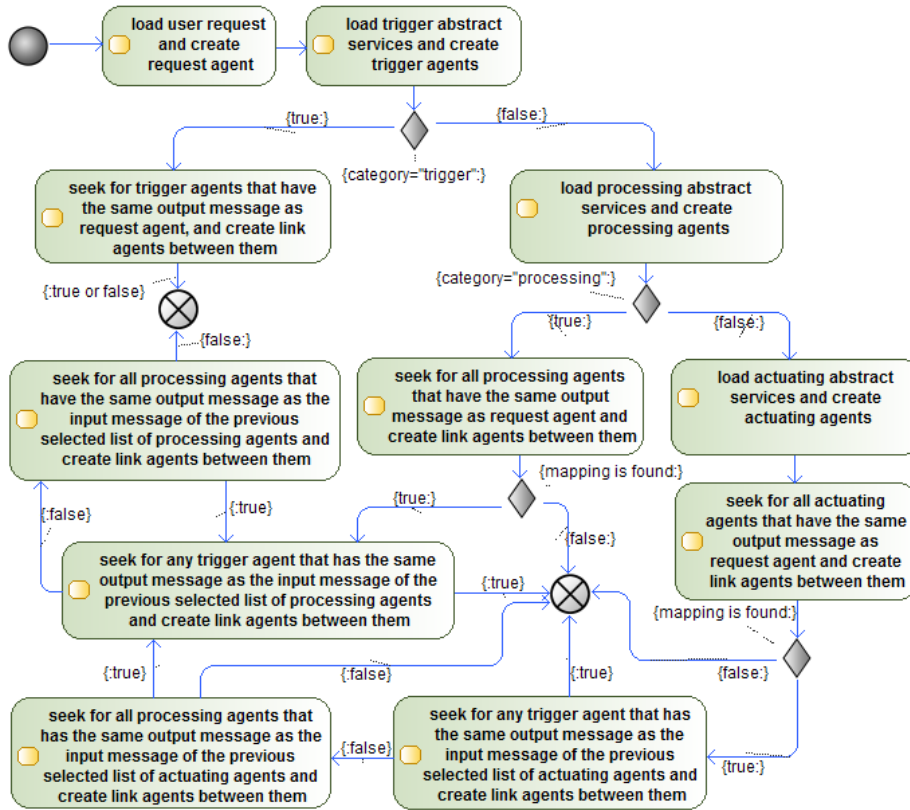 load user request
and create
request agent
load trigger abstract
services and create
trigger agents
{true:}
{false:}
{category="trigger":}
seek for trigger agents that have
the same output message as
request agent, and create link
agents between them
load processing abstract
services and create
processing agents
{category="processing":}
{:true or false}
{false:}
{true:}
{false:}
seek for all processing agents that
have the same output message as the
input message of the previous
selected list of processing agents and
create link agents between them
seek for all processing agents
that have the same output
message as request agent and
create link agents between them
load actuating abstract
services and create
actuating agents
{mapping is found:}
{:false}
{:true}
{true:}
{false:}
seek for all actuating
agents that have the same
output message as
request agent and create
link agents between them
seek for any trigger agent that has the same
output message as the input message of the
previous selected list of processing agents
and create link agents between them
{:true}
{mapping is found:}
{:true}
{:false}
{:true}
{false:}
seek for all processing agents that
has the same output message as the
input message of the previous
selected list of actuating agents and
create link agents between them
{:false}
seek for any trigger agent that has
the same output message as the
input message of the previous
selected list of actuating agents and
create link agents between them
{true:}